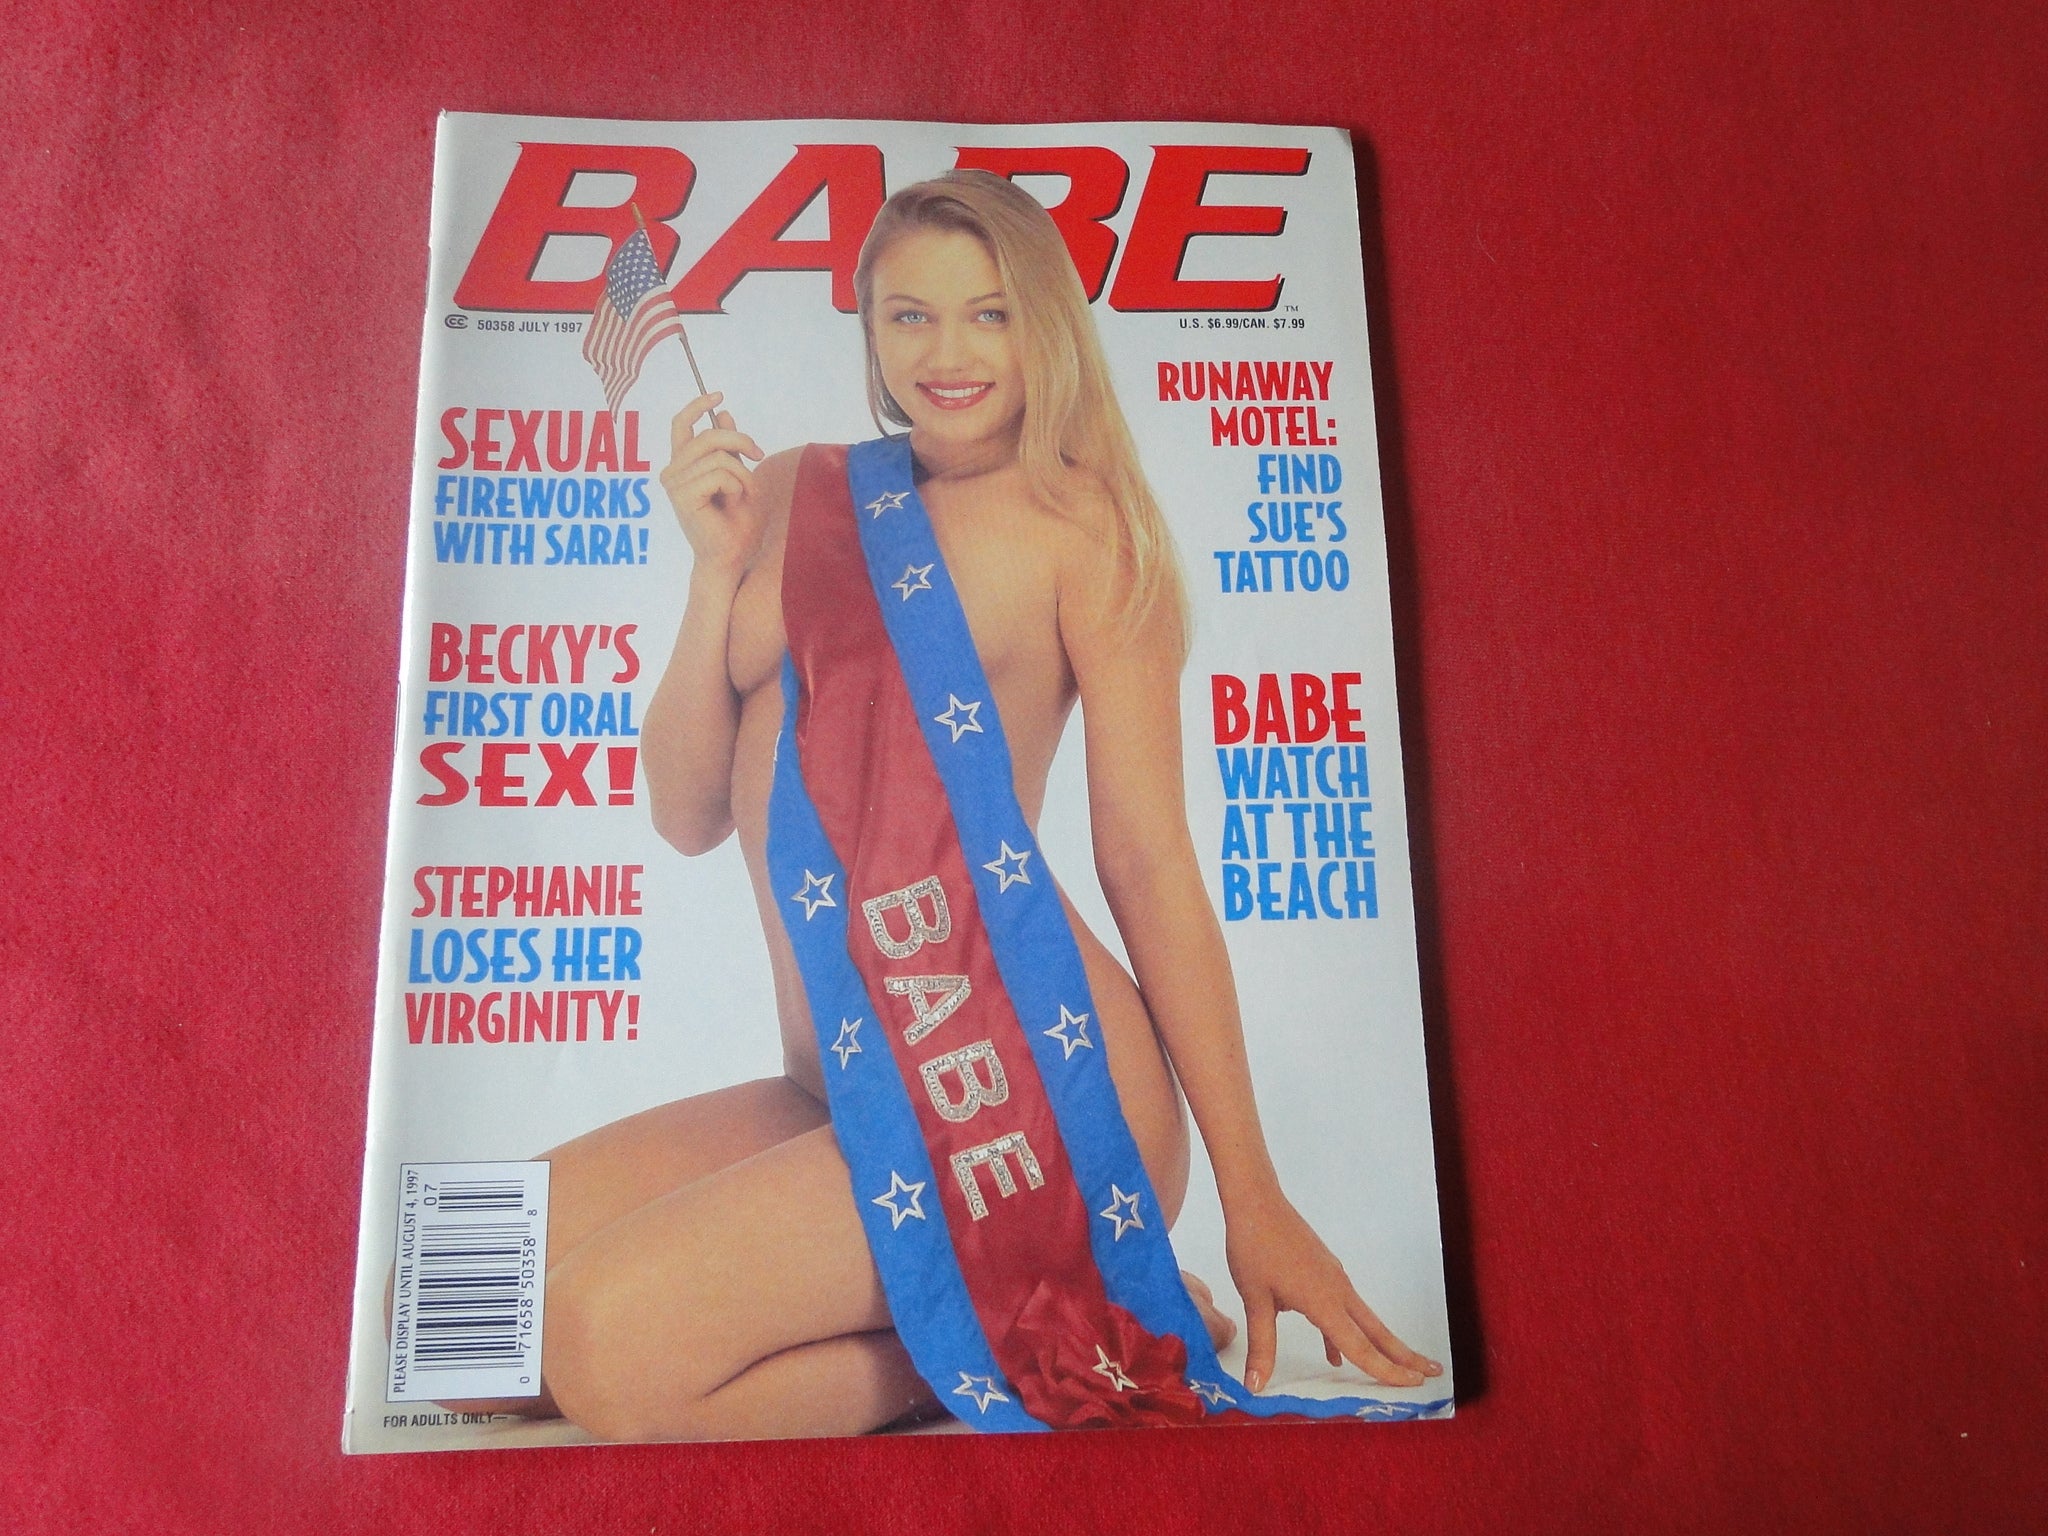 BABE
TM
CC 50358 JULY 1997
U.S. $6.99/CAN. $7.99
SEXUAL
FIREWORKS
WITH SARA!
BECKY'S
FIRST ORAL
SEX!
STEPHANIE
LOSES HER
VIRGINITY!
RUNAWAY
MOTEL:
FIND
SUE'S
TATTOO
BABE
WATCH
AT THE
BEACH
BABE
PLEASE DISPLAY UNTIL AUGUST 4, 1997
07
0 71658 50358 8
FOR ADULTS ONLY—